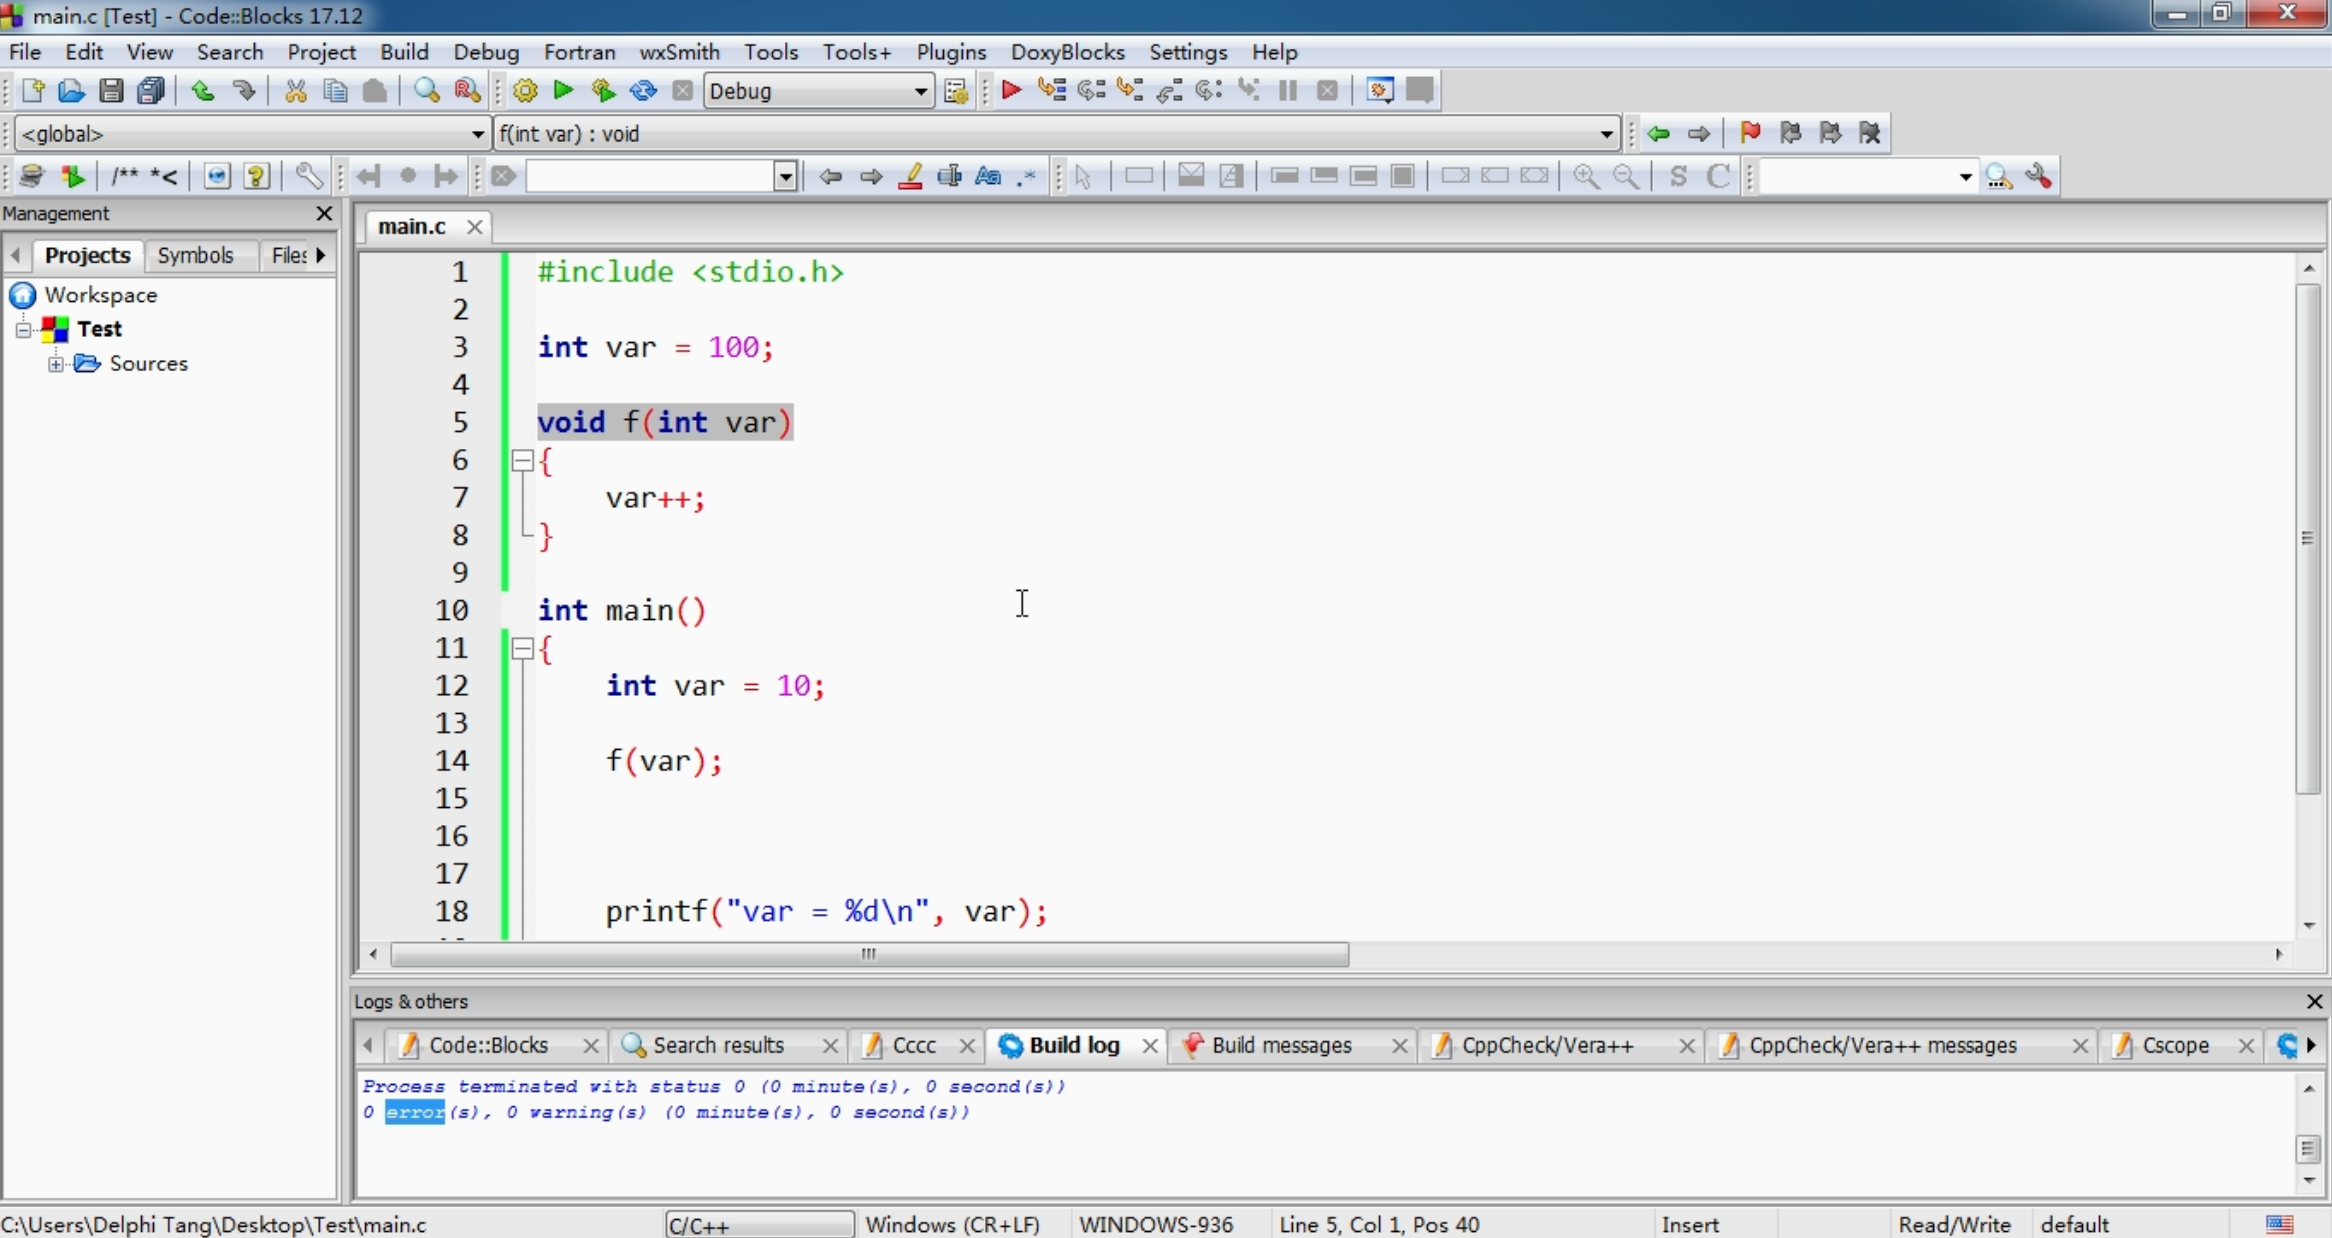 main.c [Test] - Code::Blocks 17.12
File Edit View Search Project Build Debug Fortran wxSmith Tools Tools+ Plugins DoxyBlocks Settings Help
Debug
<global> f(int var) : void
/** *< Aa .* S C
Management
Projects Symbols Files
Workspace
Test
Sources
main.c
1 #include <stdio.h>
2
3 int var = 100;
4
5 void f(int var)
6 {
7 var++;
8 }
9
10 int main()
11 {
12 int var = 10;
13
14 f(var);
15
16
17
18 printf("var = %d\n", var);
Logs & others
Code::Blocks Search results Cccc Build log Build messages CppCheck/Vera++ CppCheck/Vera++ messages Cscope
Process terminated with status 0 (0 minute(s), 0 second(s))
0 error(s), 0 warning(s) (0 minute(s), 0 second(s))
C:\Users\Delphi Tang\Desktop\Test\main.c C/C++ Windows (CR+LF) WINDOWS-936 Line 5, Col 1, Pos 40 Insert Read/Write default